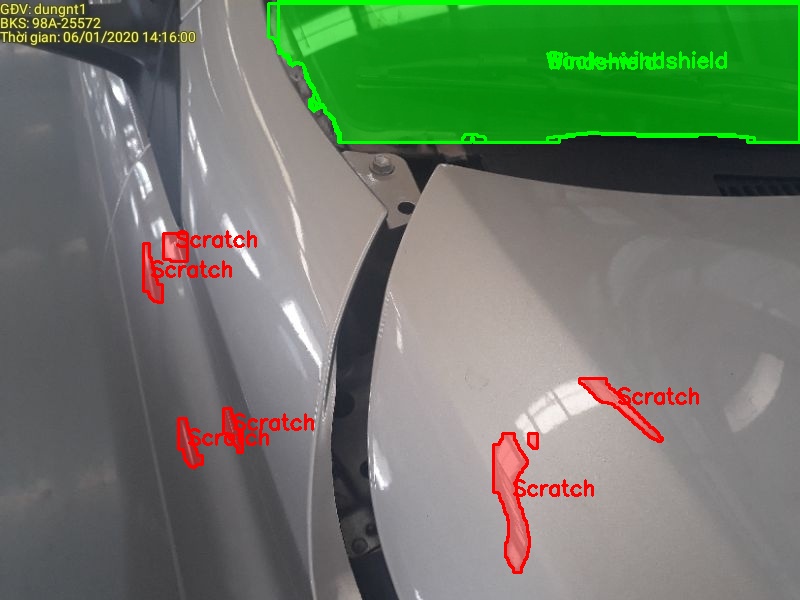 GĐV: dungnt1
BKS: 98A-25572
Thời gian: 06/01/2020 14:16:00
windshield
Scratch
Scratch
Scratch
Scratch
Scratch
Scratch